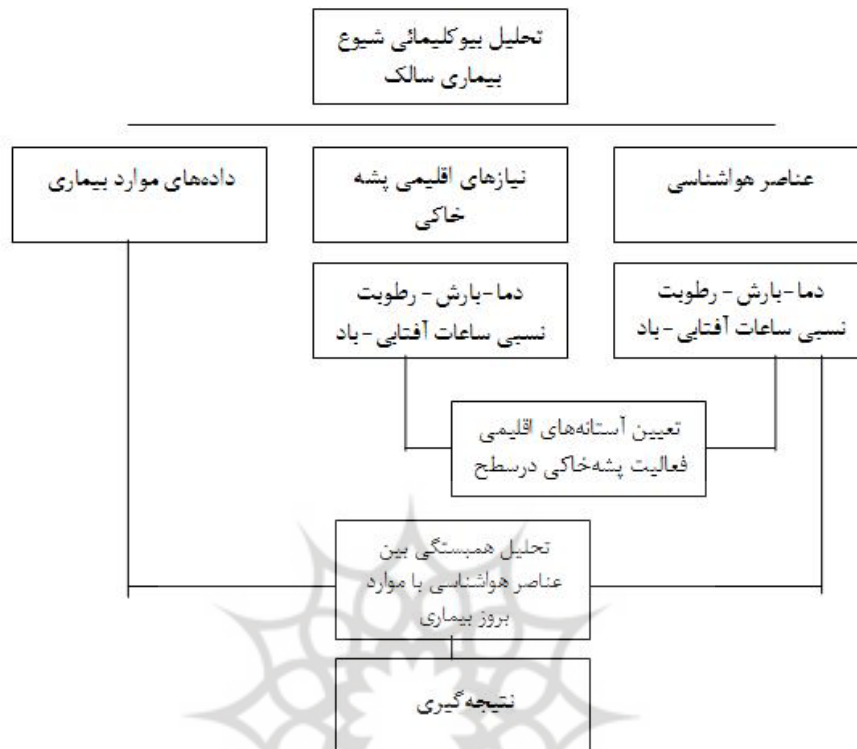 تحلیل بیوکلیمائی شیوع
بیماری سالک
عناصر هواشناسی
نیازهای اقلیمی پشه
خاکی
داده‌های موارد بیماری
دما-بارش - رطوبت
نسبی ساعات آفتابی-باد
دما-بارش - رطوبت
نسبی ساعات آفتابی-باد
تعیین آستانه‌های اقلیمی
فعالیت پشه‌خاکی درسطح
تحلیل همبستگی بین
عناصر هواشناسی با موارد
بروز بیماری
نتیجه‌گیری